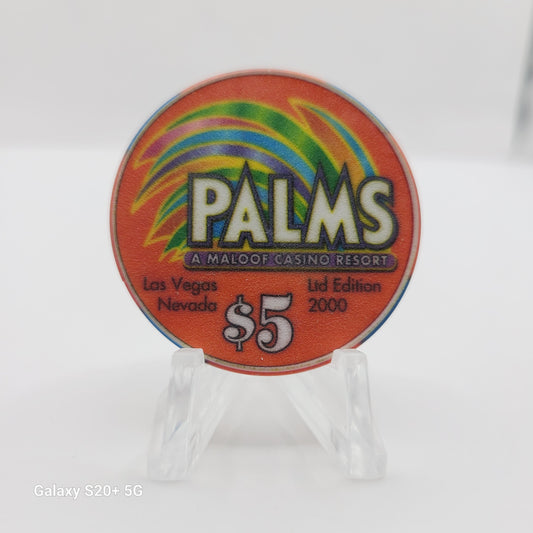 PALMS
A MALOOF CASINO RESORT
Las Vegas Ltd Edition
Nevada 2000
$5
Galaxy S20+ 5G